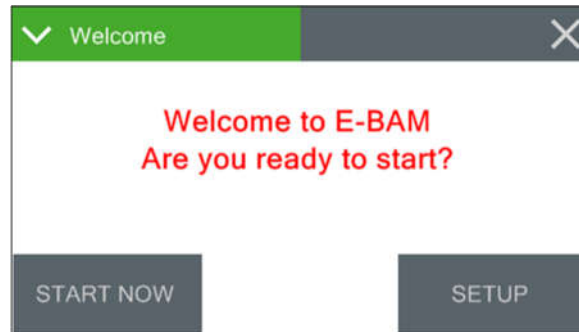 Welcome
Welcome to E-BAM
Are you ready to start?
START NOW
SETUP